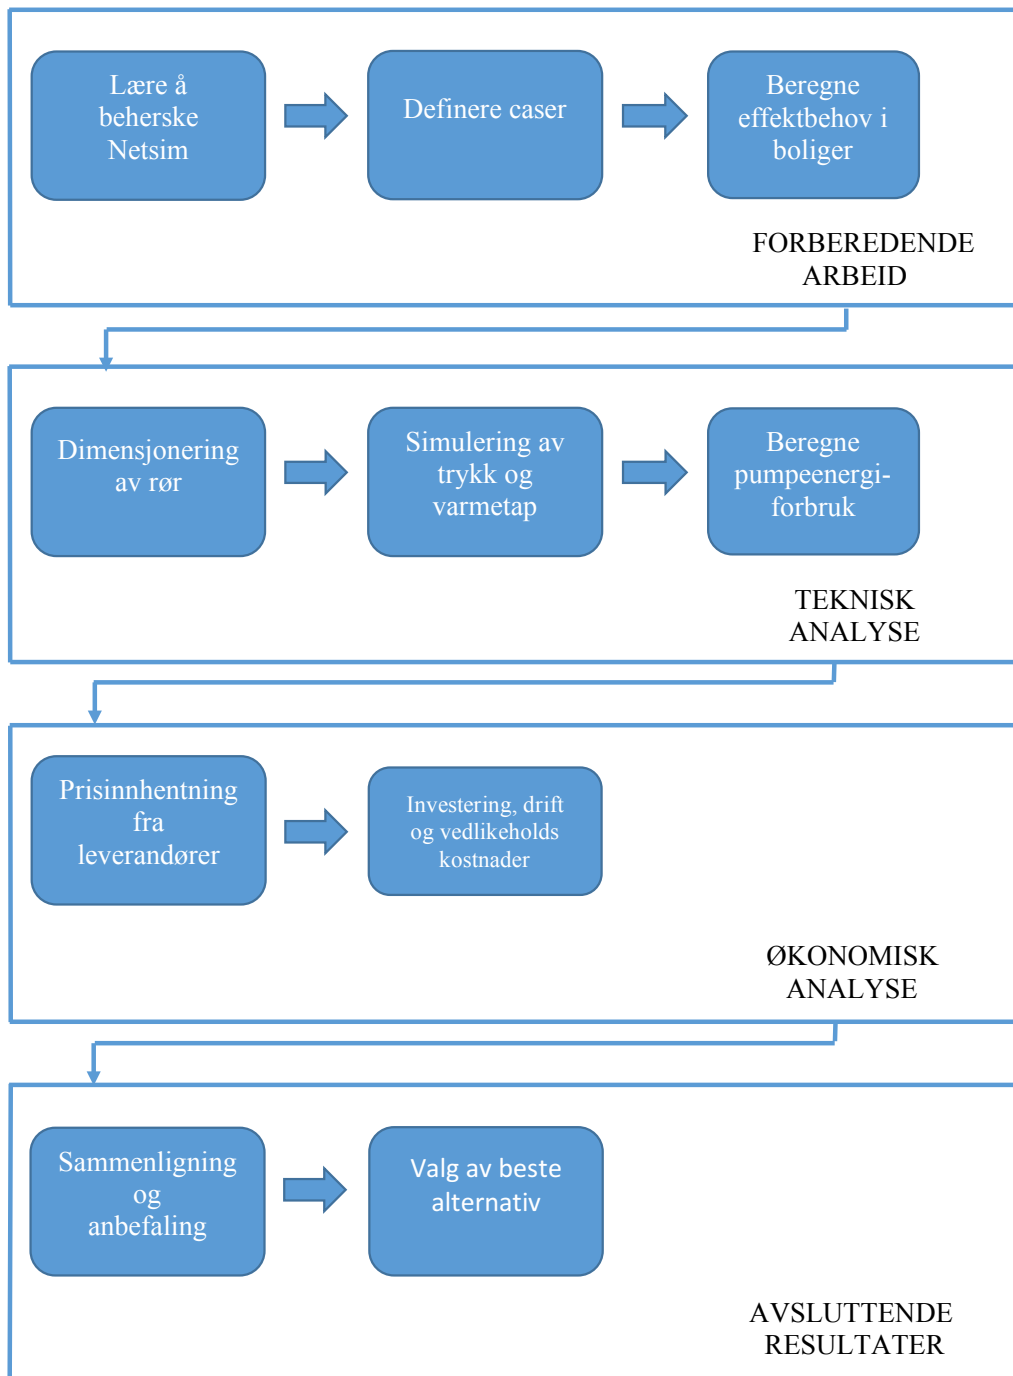 Lære å
beherske
Netsim
Definere caser
Beregne
effektbehov i
boliger
FORBEREDENDE
ARBEID
Dimensjonering
av rør
Simulering av
trykk og
varmetap
Beregne
pumpeenergi-
forbruk
TEKNISK
ANALYSE
Prisinnhentning
fra
leverandører
Investering, drift
og vedlikeholds
kostnader
ØKONOMISK
ANALYSE
Sammenligning
og
anbefaling
Valg av beste
alternativ
AVSLUTTENDE
RESULTATER